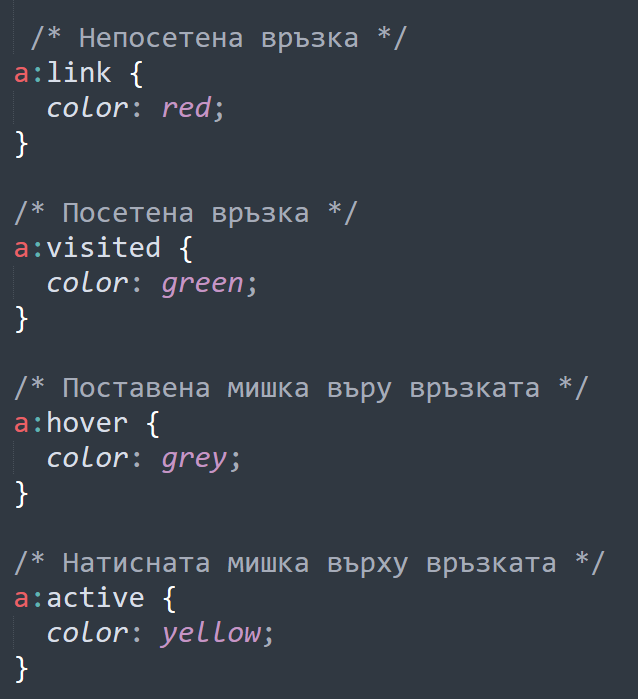 /* Непосетена връзка */
a:link {
  color: red;
}

/* Посетена връзка */
a:visited {
  color: green;
}

/* Поставена мишка въру връзката */
a:hover {
  color: grey;
}

/* Натисната мишка върху връзката */
a:active {
  color: yellow;
}